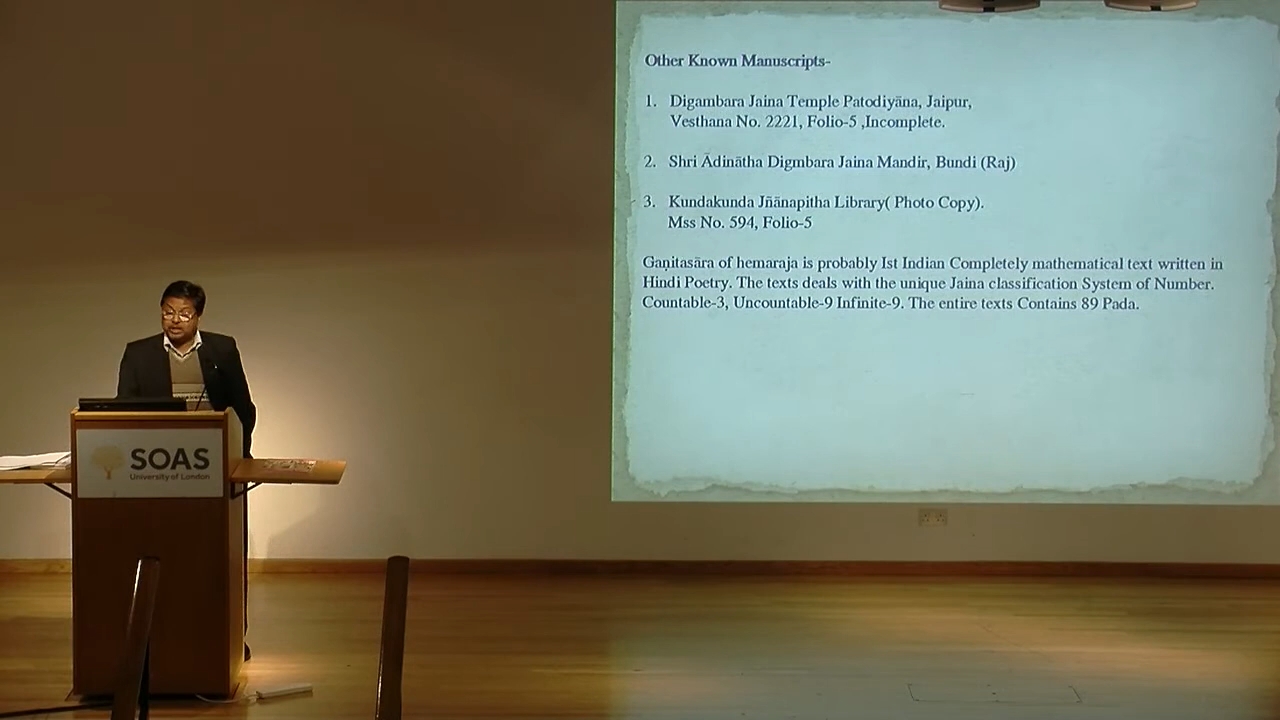 Other Known Manuscripts-
1. Digambara Jaina Temple Patodiyāna, Jaipur,
Vesthana No. 2221, Folio-5 ,Incomplete.
2. Shri Ādinātha Digmbara Jaina Mandir, Bundi (Raj)
3. Kundakunda Jñānapitha Library( Photo Copy).
Mss No. 594, Folio-5
Gaṇitasāra of hemaraja is probably Ist Indian Completely mathematical text written in
Hindi Poetry. The texts deals with the unique Jaina classification System of Number.
Countable-3, Uncountable-9 Infinite-9. The entire texts Contains 89 Pada.
SOAS
University of London